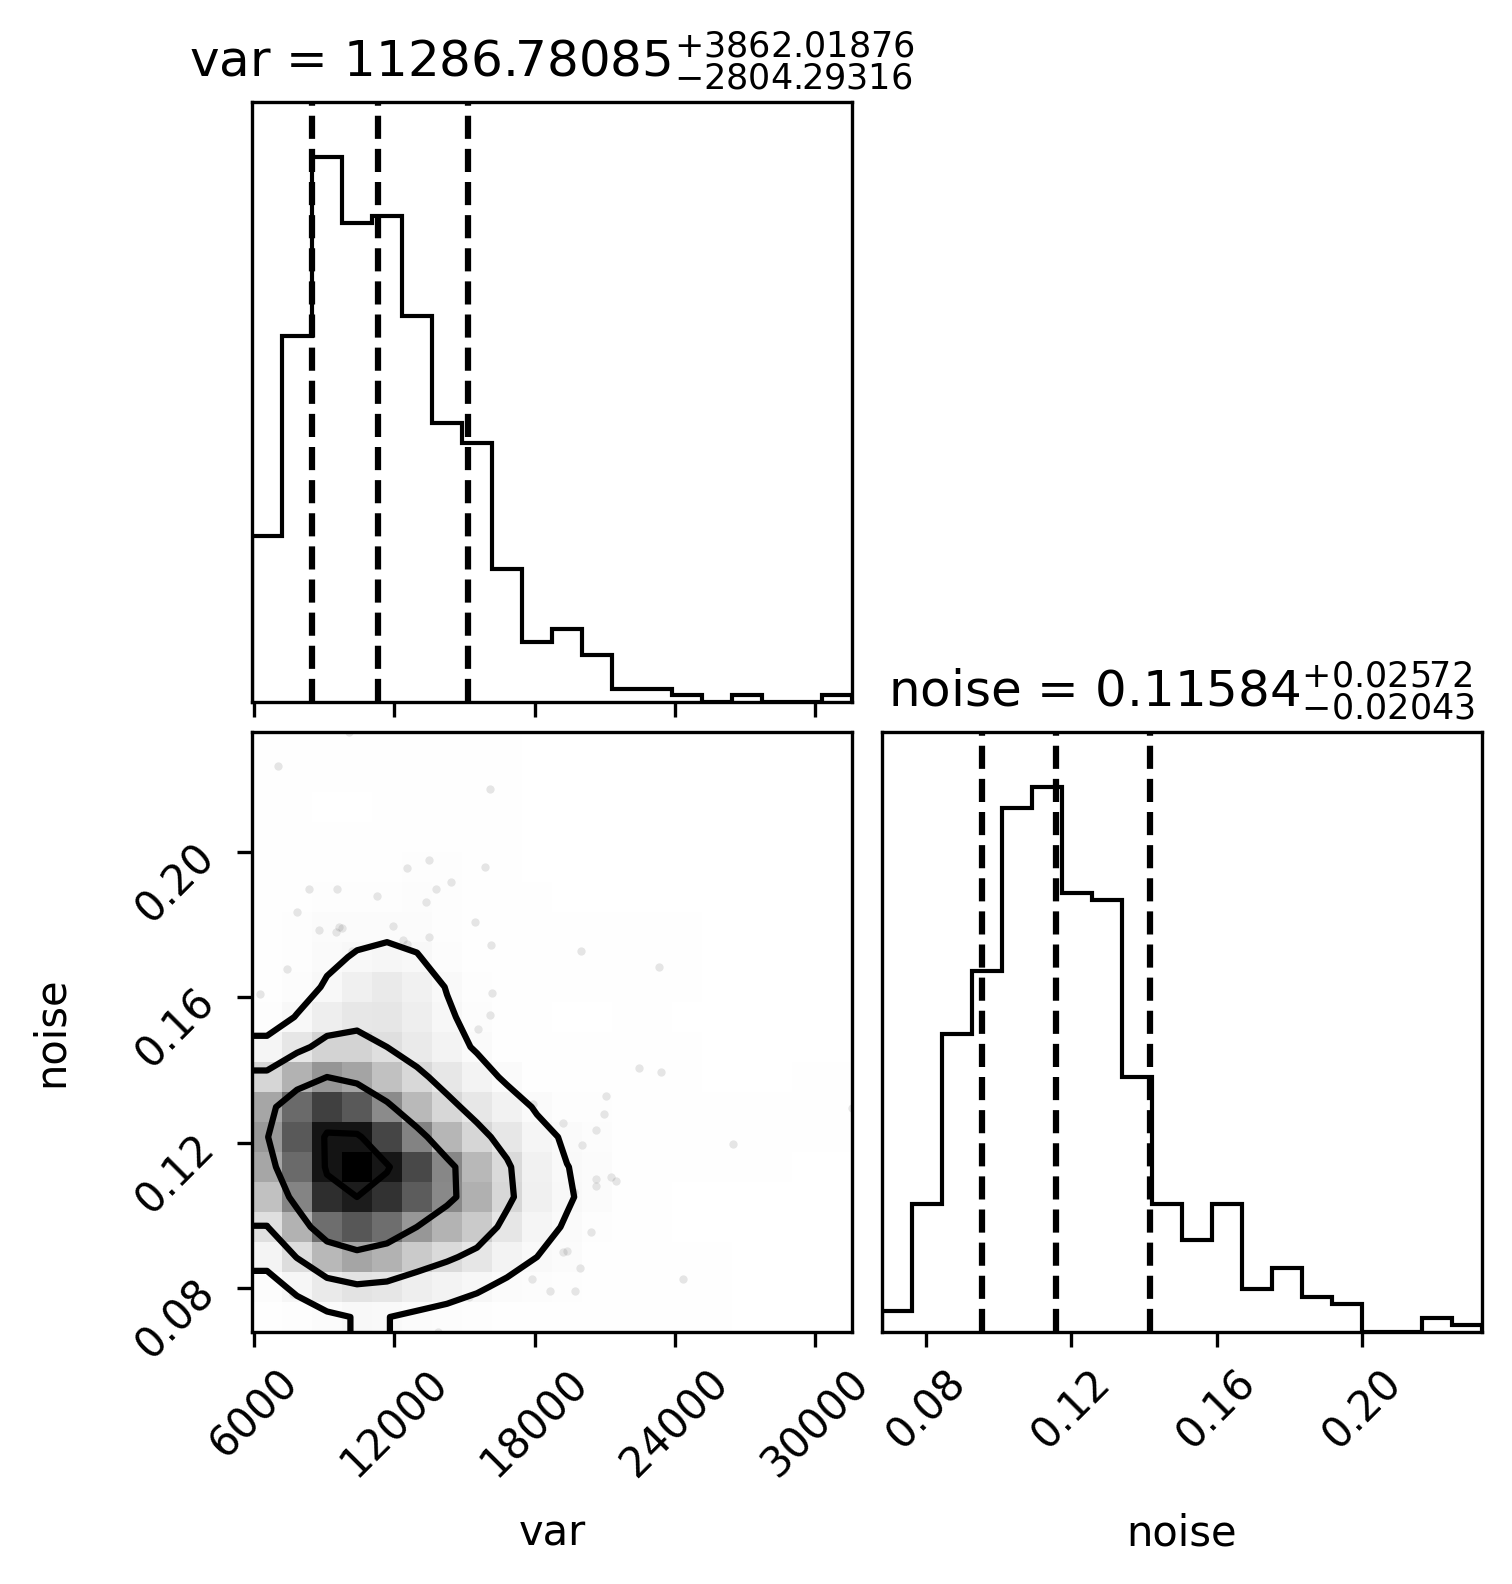 var = 11286.78085+3862.01876 −2804.29316
noise = 0.11584+0.02572 −0.02043
noise
0.20
0.16
0.12
0.08
6000 12000 18000 24000 30000
0.08 0.12 0.16 0.20
var
noise